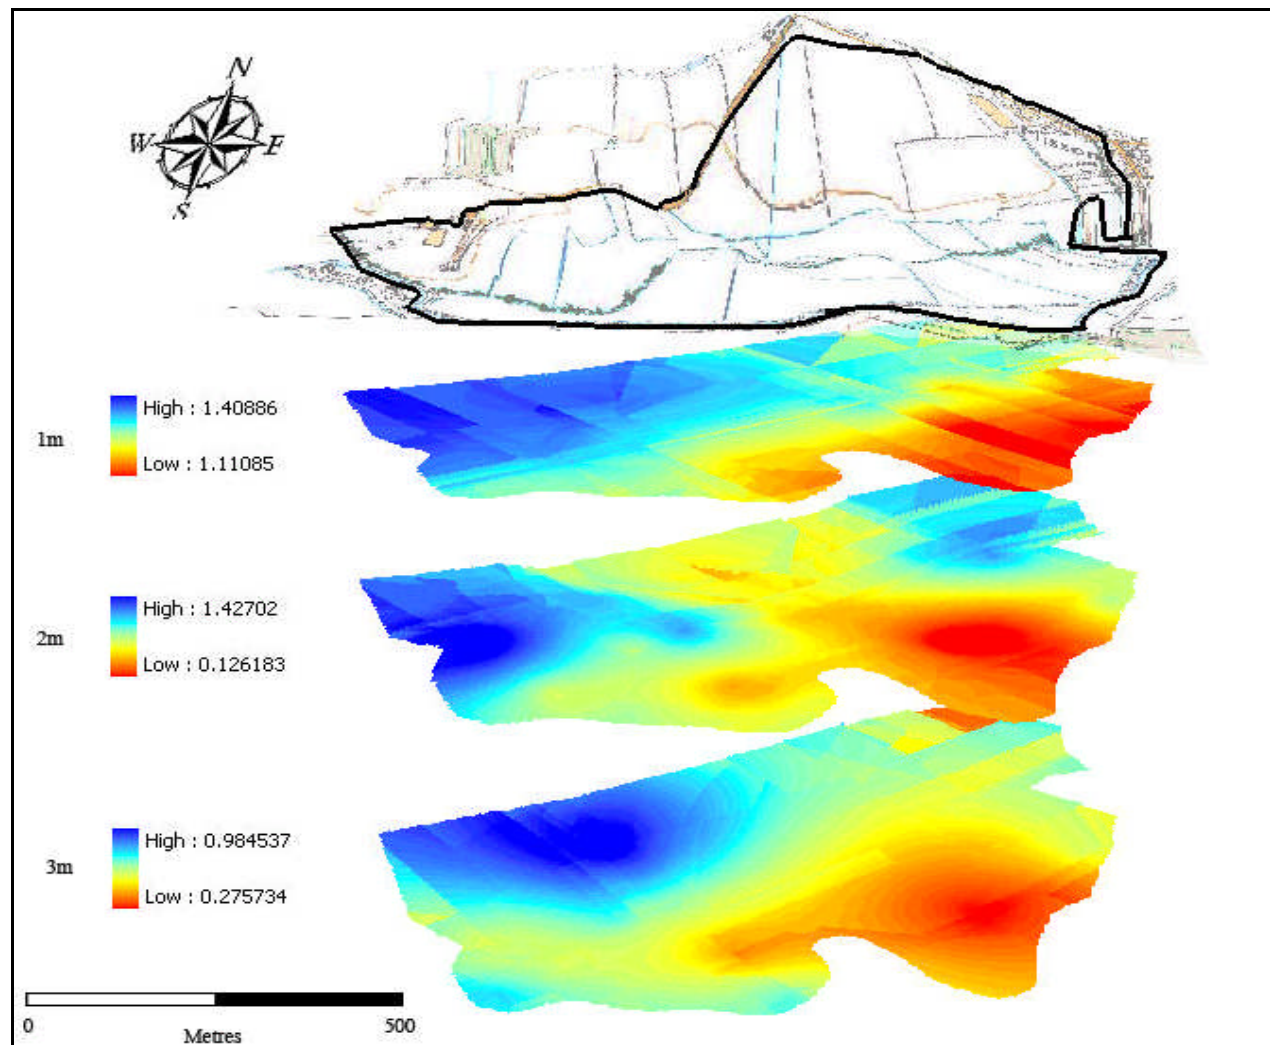 N
W E
S
1m
High : 1.40886
Low : 1.11085
2m
High : 1.42702
Low : 0.126183
3m
High : 0.984537
Low : 0.275734
0 500
Metres